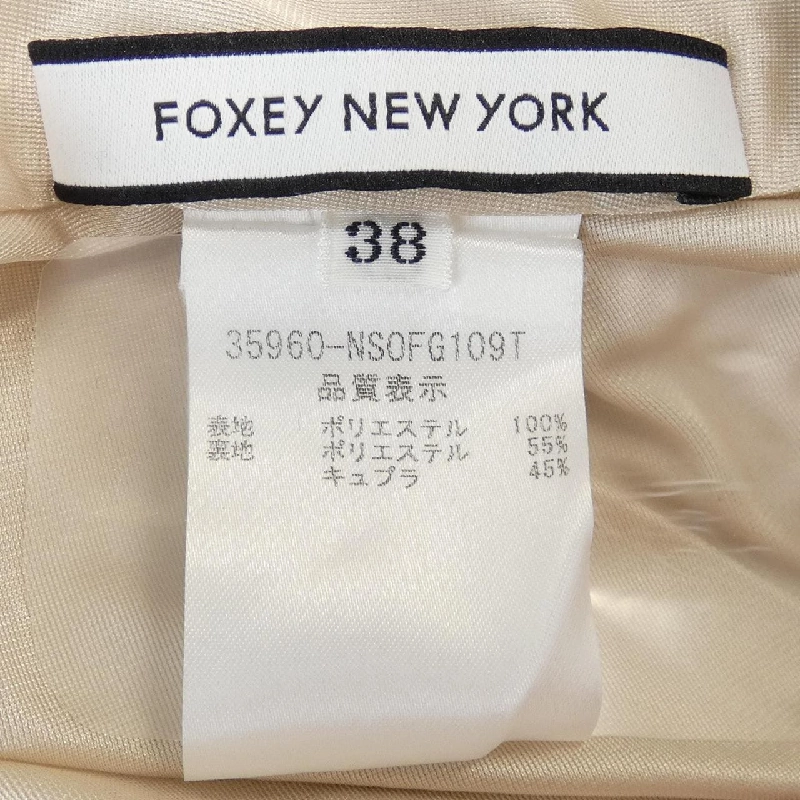 FOXEY NEW YORK
38
35960-NSOFG109T
品質表示
表地 ポリエステル 100%
裏地 ポリエステル 55%
キュプラ 45%